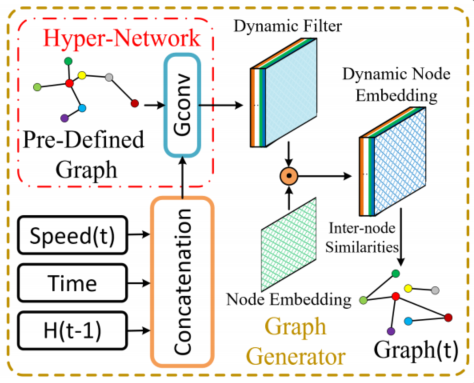 Hyper-Network
Pre-Defined
Graph
Gconv
Dynamic Filter
Dynamic Node
Embedding
Speed(t)
Time
H(t-1)
Concatenation
Node Embedding
Inter-node
Similarities
Graph
Generator
Graph(t)